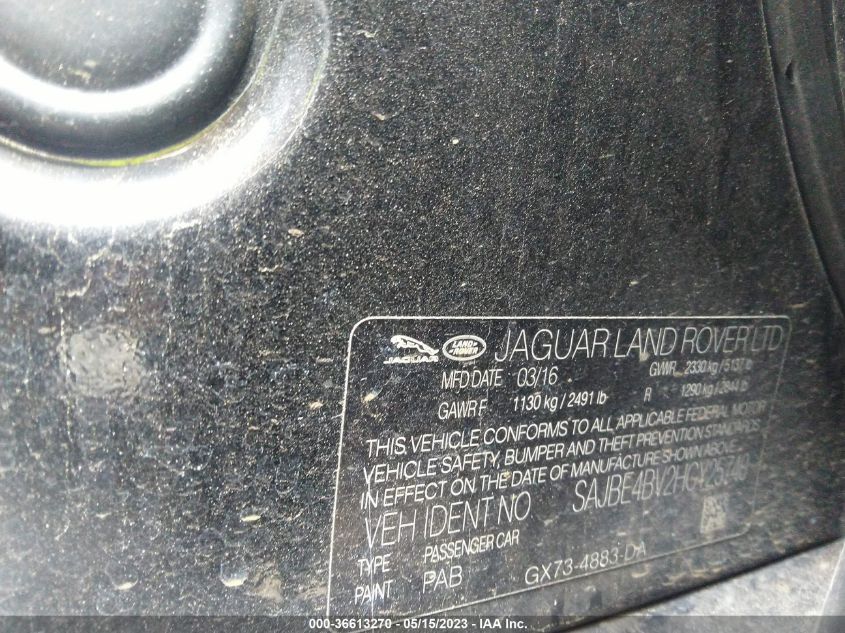 JAGUAR
LAND
ROVER
JAGUAR LAND ROVER LTD
MFD DATE 03/16 GVWR 2330 kg / 5137 lb
GAWR F 1130 kg / 2491 lb R 1290 kg / 2844 lb
THIS VEHICLE CONFORMS TO ALL APPLICABLE FEDERAL MOTOR
VEHICLE SAFETY, BUMPER AND THEFT PREVENTION STANDARDS
IN EFFECT ON THE DATE OF MANUFACTURE SHOWN ABOVE.
VEH IDENT NO
TYPE PASSENGER CAR
PAINT PAB GX73-4883-DA
000-36613270 - 05/15/2023 - IAA Inc.